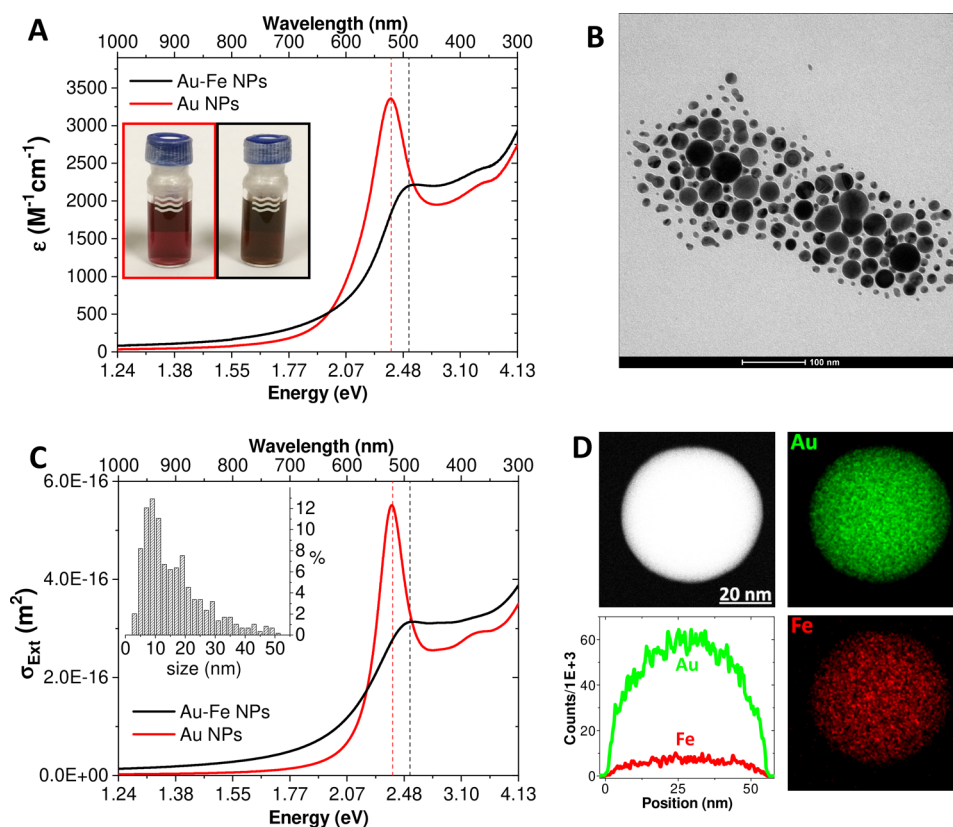 A
Wavelength (nm)
1000 900 800 700 600 500 400 300
3500
3000
2500
2000
1500
1000
500
0
ε (M⁻¹cm⁻¹)
Au-Fe NPs
Au NPs
1.24 1.38 1.55 1.77 2.07 2.48 3.10 4.13
Energy (eV)
B
100 nm
C
Wavelength (nm)
1000 900 800 700 600 500 400 300
6.0E-16
4.0E-16
2.0E-16
0.0E+00
σExt (m²)
12
10
8
6
4
2
0
%
0 10 20 30 40 50
size (nm)
Au-Fe NPs
Au NPs
1.24 1.38 1.55 1.77 2.07 2.48 3.10 4.13
Energy (eV)
D
20 nm
Au
60
40
20
0
Counts/1E+3
Au
Fe
0 20 40
Position (nm)
Fe